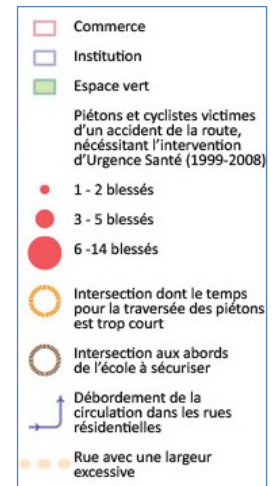 Commerce
Institution
Espace vert
Piétons et cyclistes victimes
d'un accident de la route,
nécéssitant l'intervention
d'Urgence Santé (1999-2008)
1 - 2 blessés
3 - 5 blessés
6 -14 blessés
Intersection dont le temps
pour la traversée des piétons
est trop court
Intersection aux abords
de l'école à sécuriser
Débordement de la
circulation dans les rues
résidentielles
Rue avec une largeur
excessive